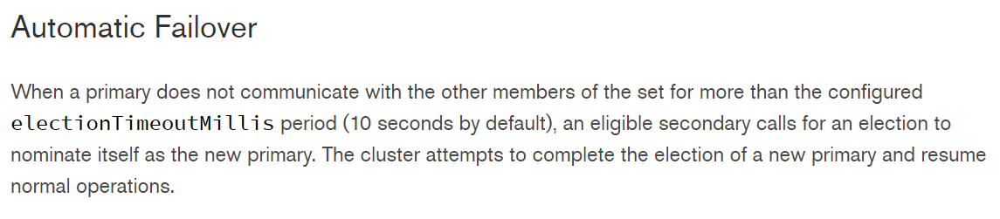 Automatic Failover
When a primary does not communicate with the other members of the set for more than the configured
electionTimeoutMillis period (10 seconds by default), an eligible secondary calls for an election to
nominate itself as the new primary. The cluster attempts to complete the election of a new primary and resume
normal operations.